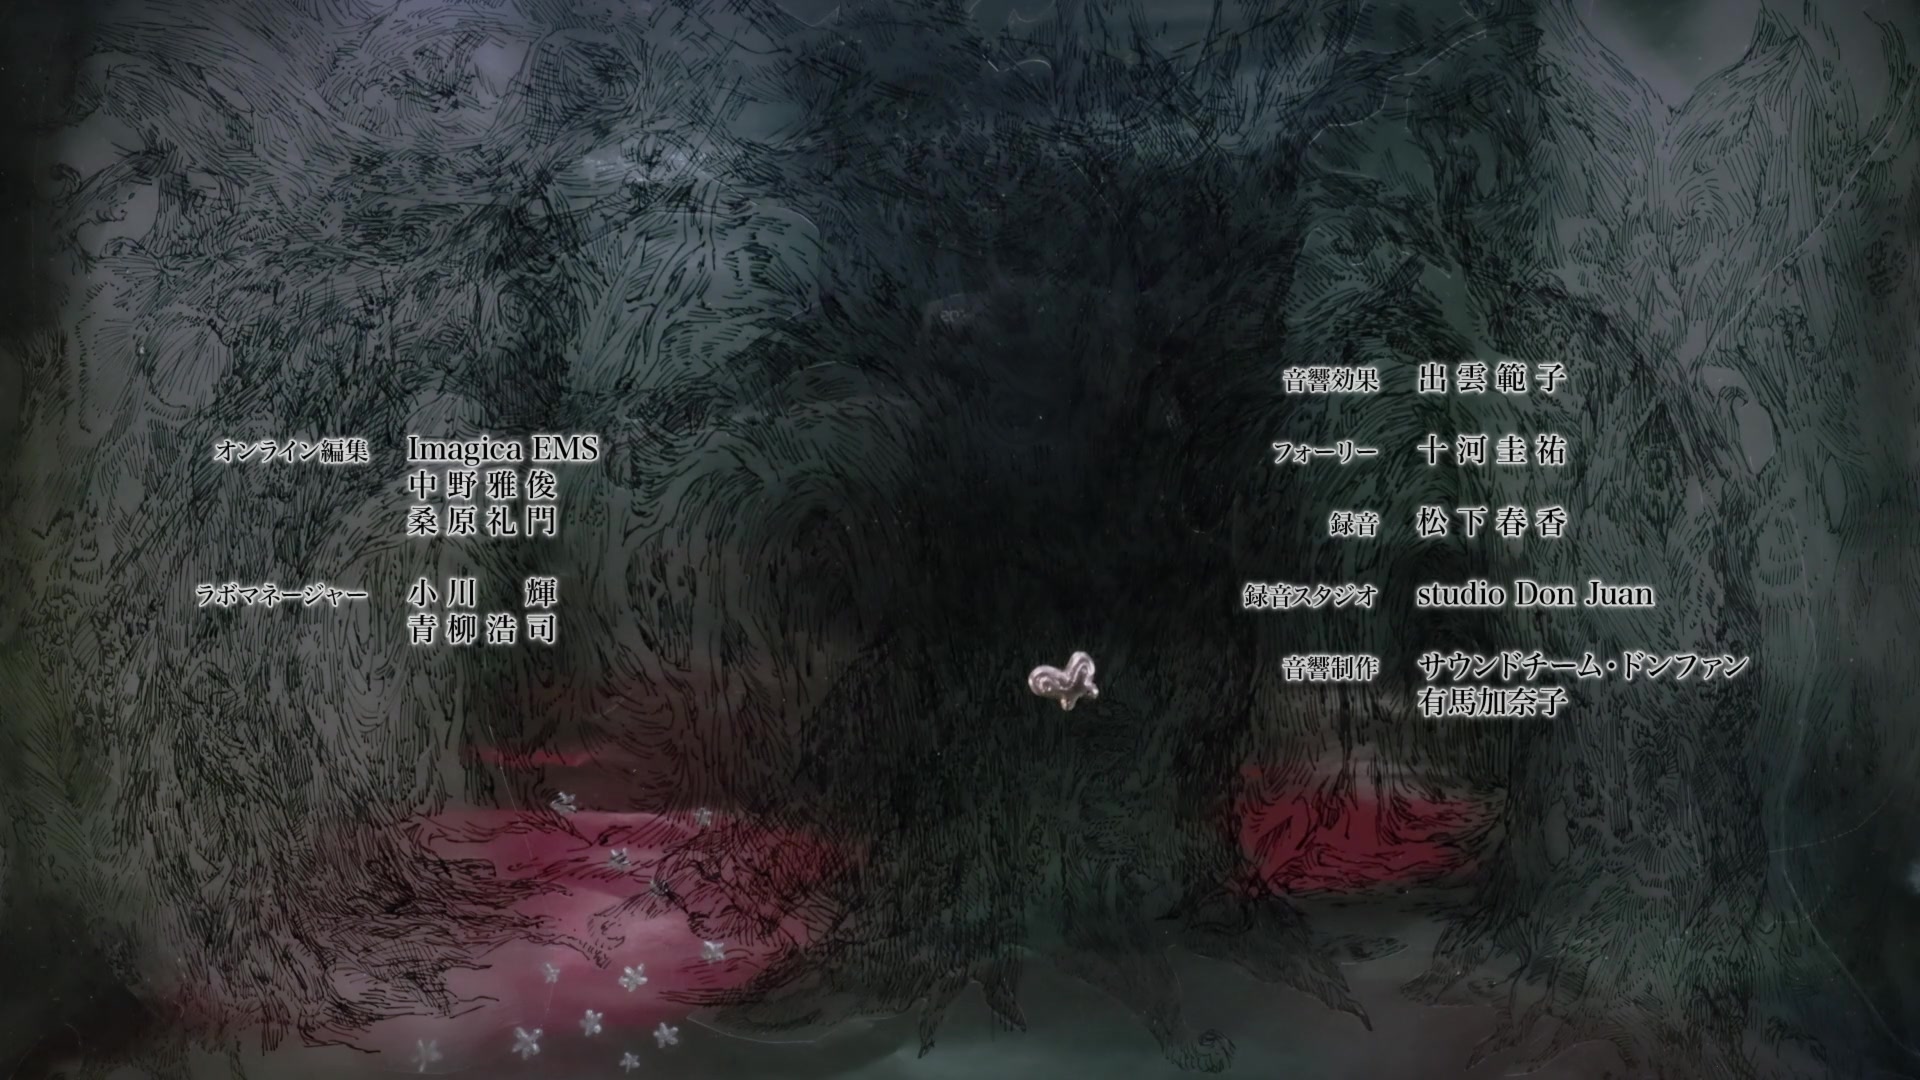 オンライン編集 Imagica EMS
中野雅俊
桑原礼門
ラボマネージャー 小川 輝
青柳浩司
音響効果 出雲範子
フォーリー 十河圭祐
録音 松下春香
録音スタジオ studio Don Juan
音響制作 サウンドチーム・ドンファン
有馬加奈子